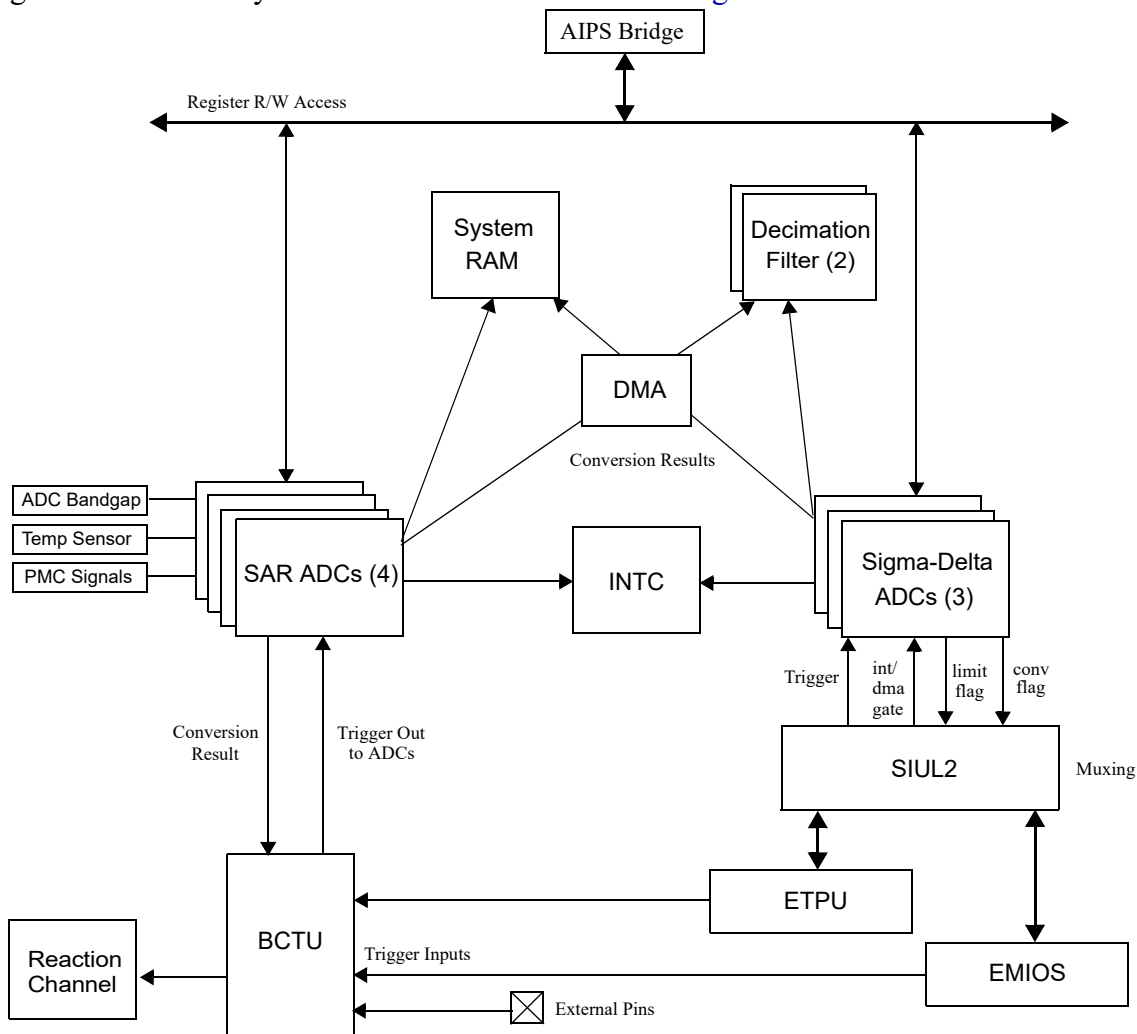 AIPS Bridge
Register R/W Access
System
RAM
Decimation
Filter (2)
DMA
Conversion Results
ADC Bandgap
Temp Sensor
PMC Signals
SAR ADCs (4)
INTC
Sigma-Delta
ADCs (3)
Trigger
int/
dma
gate
limit
flag
conv
flag
Conversion
Result
Trigger Out
to ADCs
SIUL2
Muxing
ETPU
BCTU
Reaction
Channel
Trigger Inputs
EMIOS
External Pins